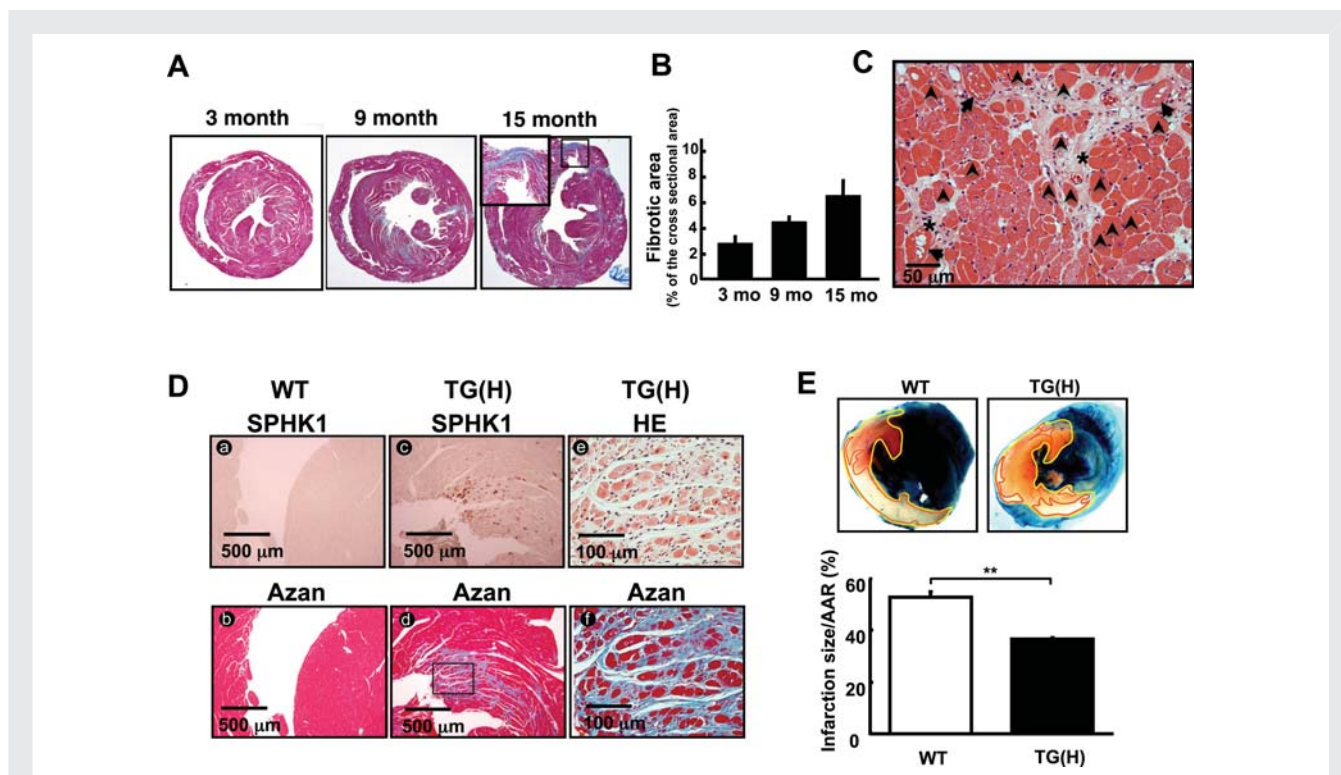 A
3 month
9 month
15 month
B
Fibrotic area
(% of the cross sectional area)
10
8
6
4
2
0
3 mo 9 mo 15 mo
C
*
*
50 µm
D
WT
SPHK1
TG(H)
SPHK1
TG(H)
HE
a
500 µm
c
500 µm
e
100 µm
Azan
Azan
Azan
b
500 µm
d
500 µm
f
100 µm
E
WT
TG(H)
Infarction size/AAR (%)
60
40
20
0
**
WT
TG(H)